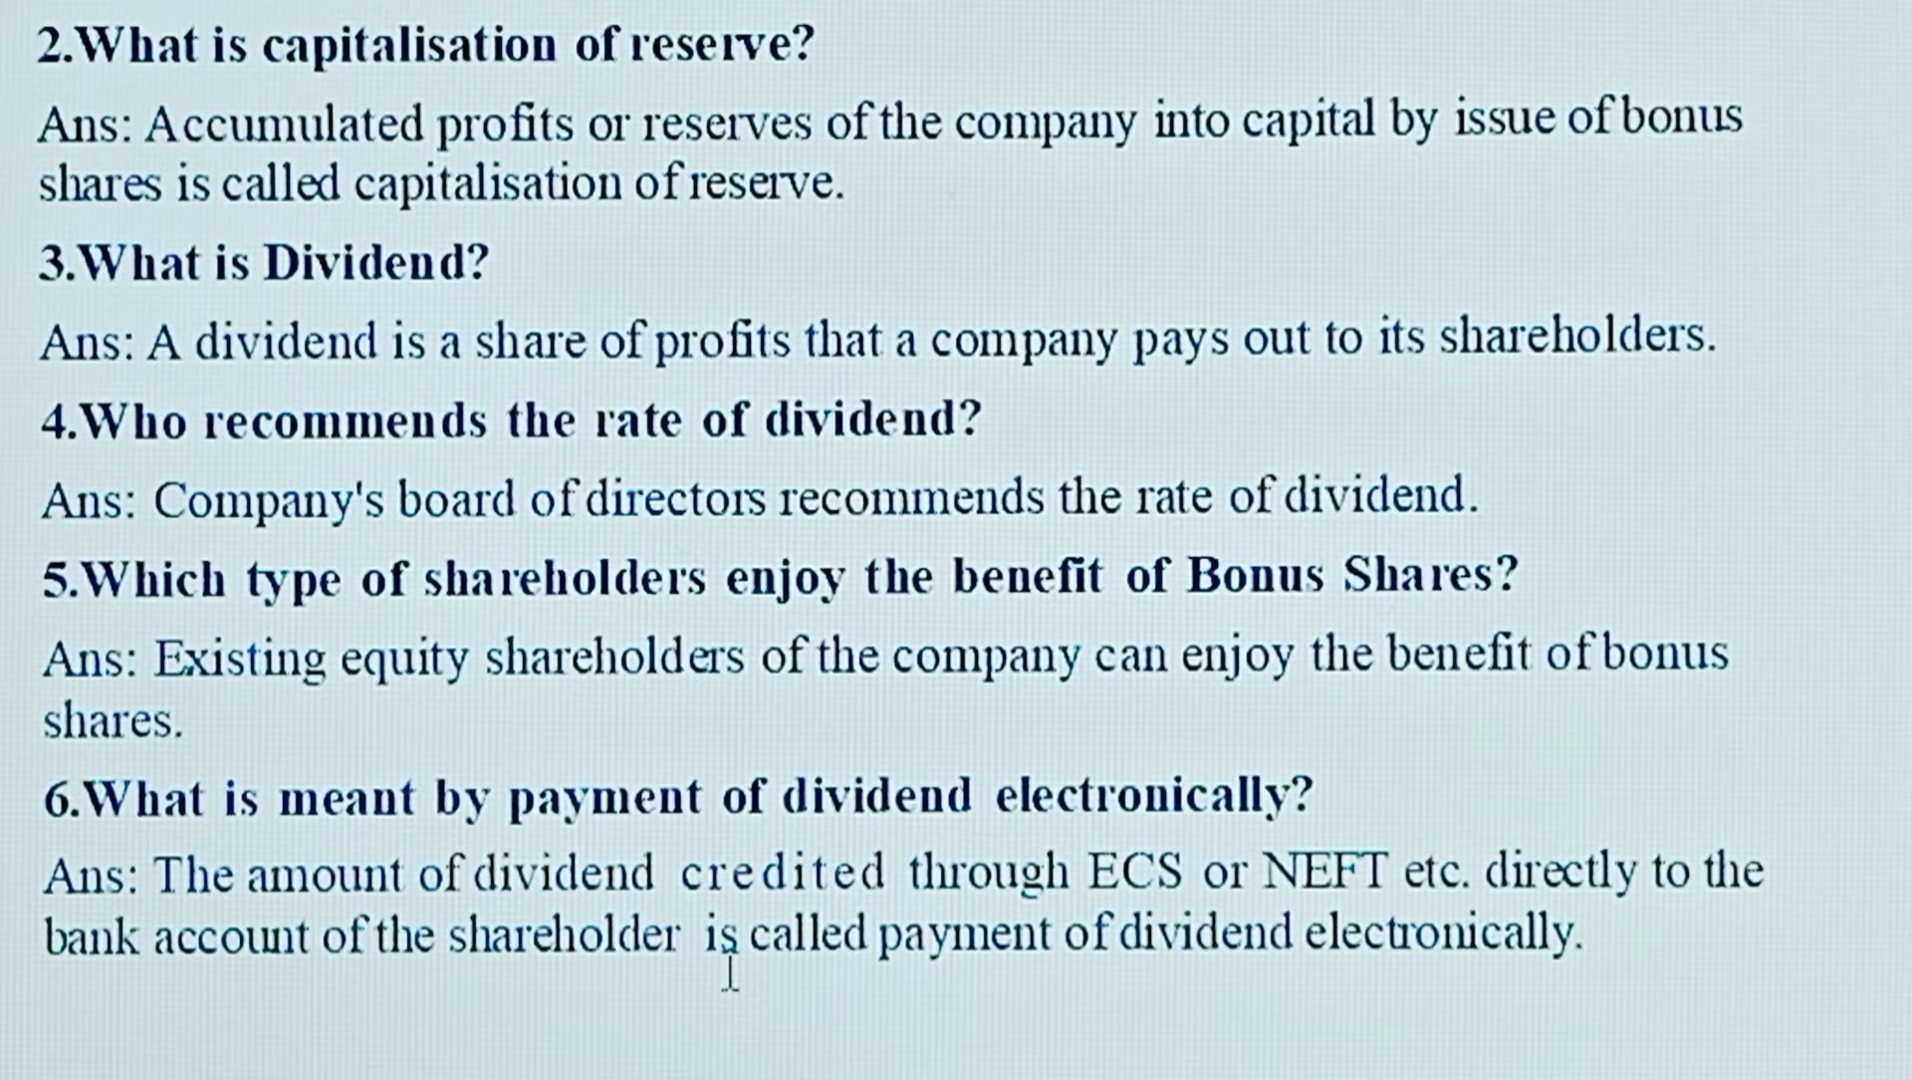 2.What is capitalisation of reserve?
Ans: Accumulated profits or reserves of the company into capital by issue of bonus
shares is called capitalisation of reserve.
3.What is Dividend?
Ans: A dividend is a share of profits that a company pays out to its shareholders.
4.Who recommends the rate of dividend?
Ans: Company's board of directors recommends the rate of dividend.
5.Which type of shareholders enjoy the benefit of Bonus Shares?
Ans: Existing equity shareholders of the company can enjoy the benefit of bonus
shares.
6.What is meant by payment of dividend electronically?
Ans: The amount of dividend credited through ECS or NEFT etc. directly to the
bank account of the shareholder is called payment of dividend electronically.